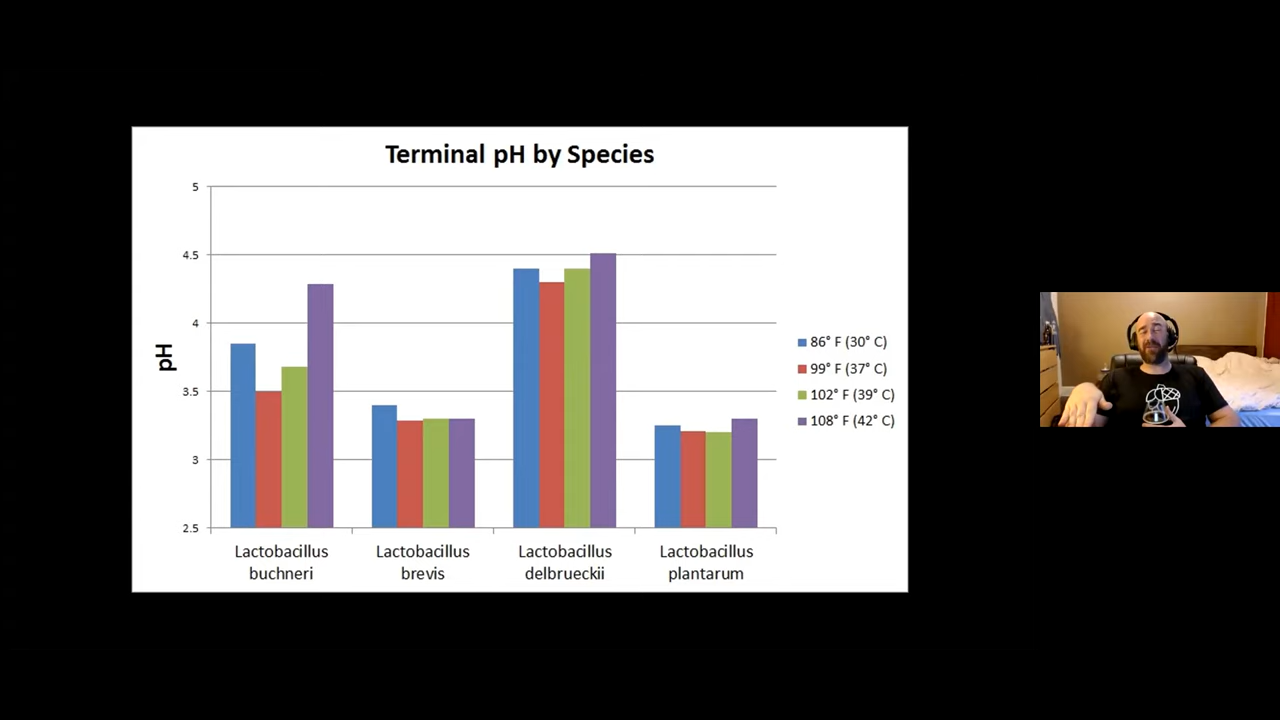 Terminal pH by Species
5
4.5
4
3.5
3
2.5
pH
Lactobacillus
buchneri
Lactobacillus
brevis
Lactobacillus
delbrueckii
Lactobacillus
plantarum
86° F (30° C)
99° F (37° C)
102° F (39° C)
108° F (42° C)